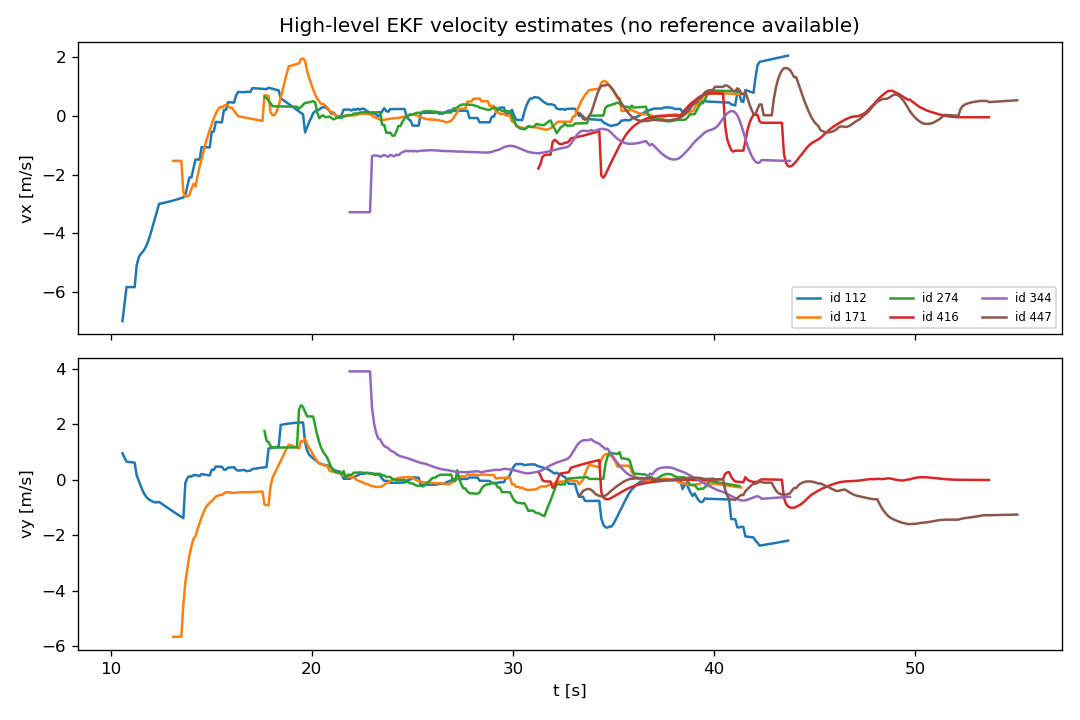 High-level EKF velocity estimates (no reference available)
2
0
−2
−4
−6
vx [m/s]
id 112
id 274
id 344
id 171
id 416
id 447
4
2
0
−2
−4
−6
vy [m/s]
10
20
30
40
50
t [s]